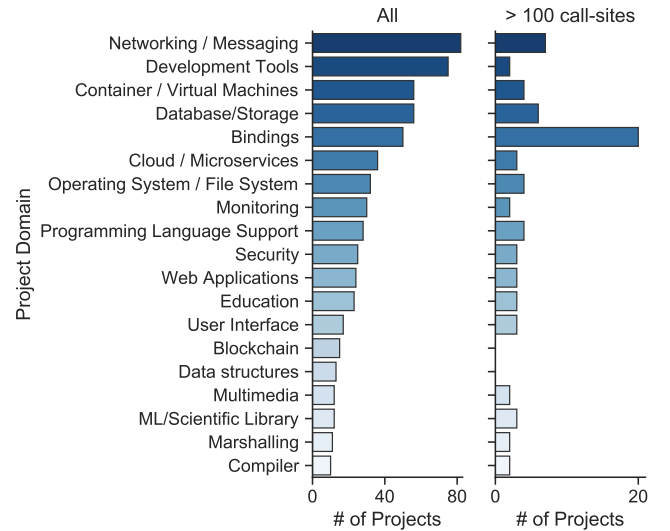 All
> 100 call-sites
Networking / Messaging
Development Tools
Container / Virtual Machines
Database/Storage
Bindings
Cloud / Microservices
Operating System / File System
Monitoring
Programming Language Support
Security
Web Applications
Education
User Interface
Blockchain
Data structures
Multimedia
ML/Scientific Library
Marshalling
Compiler
Project Domain
0 40 80
0 20
# of Projects
# of Projects